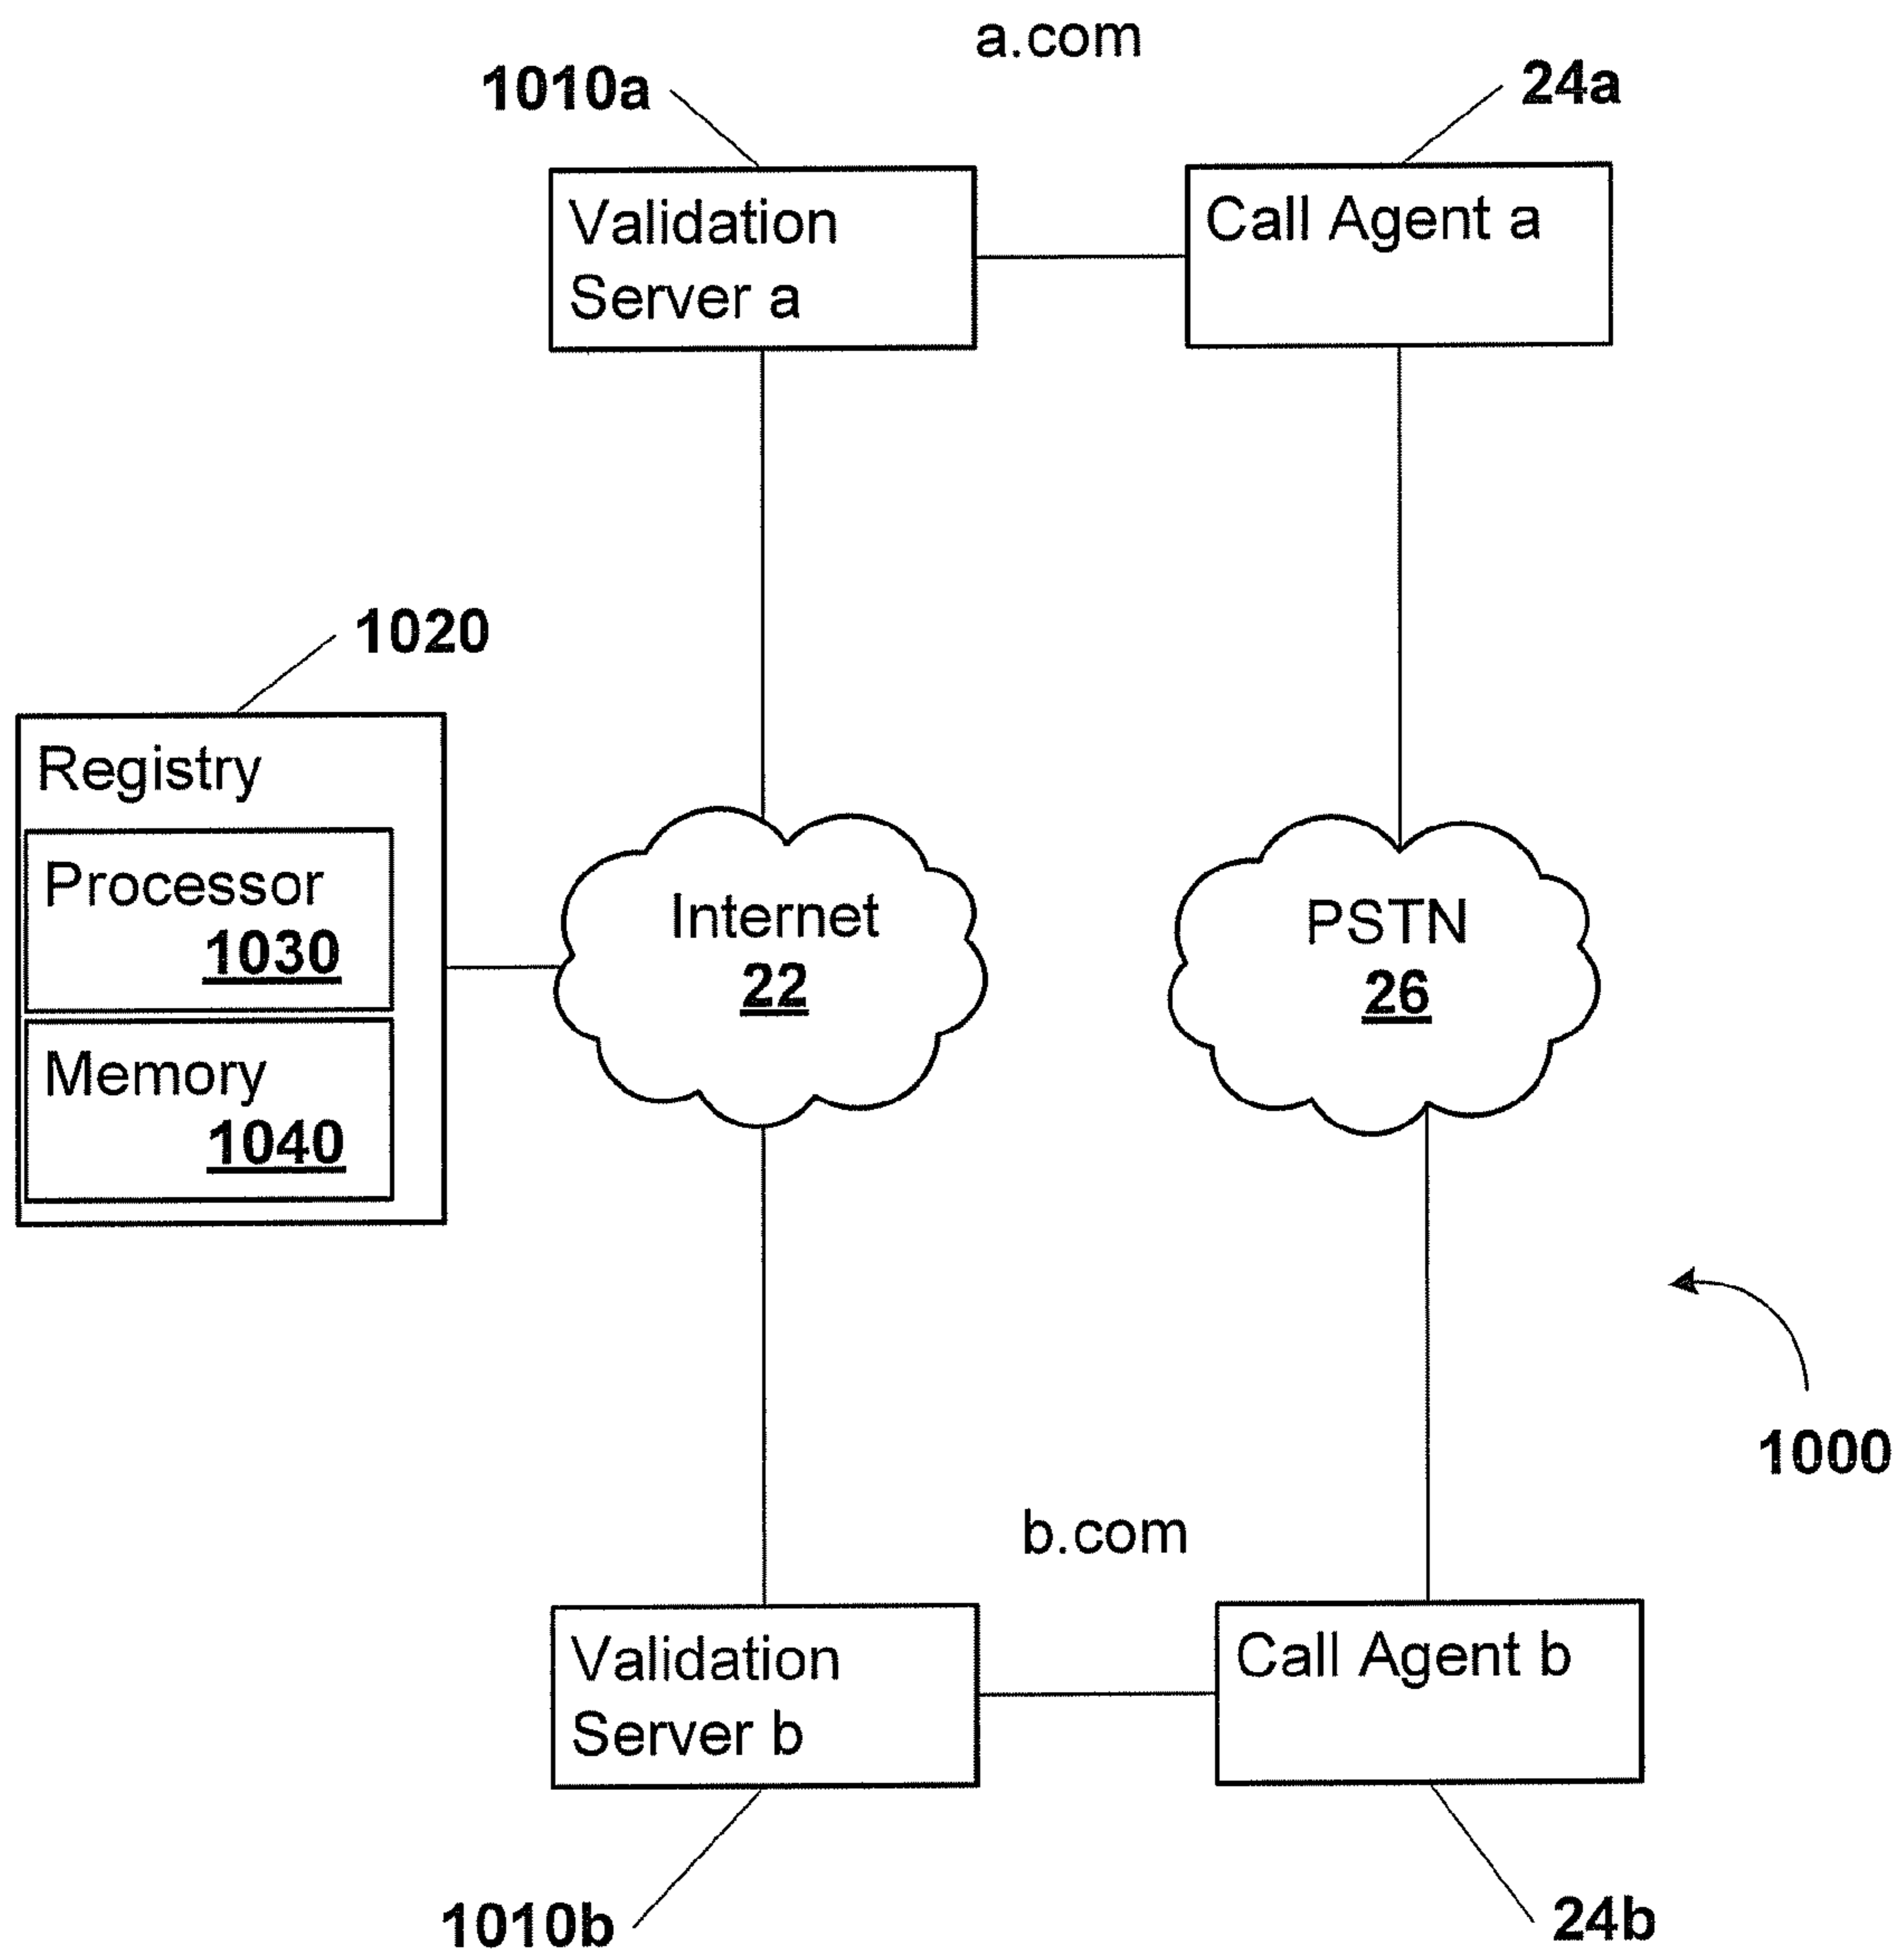 a.com
1010a
24a
Validation
Server a
Call Agent a
1020
Registry
Processor
1030
Memory
1040
Internet
22
PSTN
26
1000
b.com
Validation
Server b
Call Agent b
1010b
24b